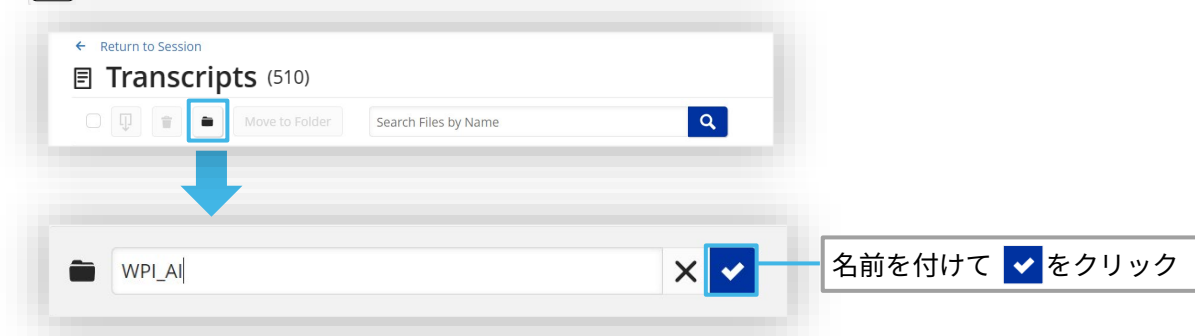 ← Return to Session
Transcripts (510)
Move to Folder
Search Files by Name
WPI_AI
名前を付けて をクリック